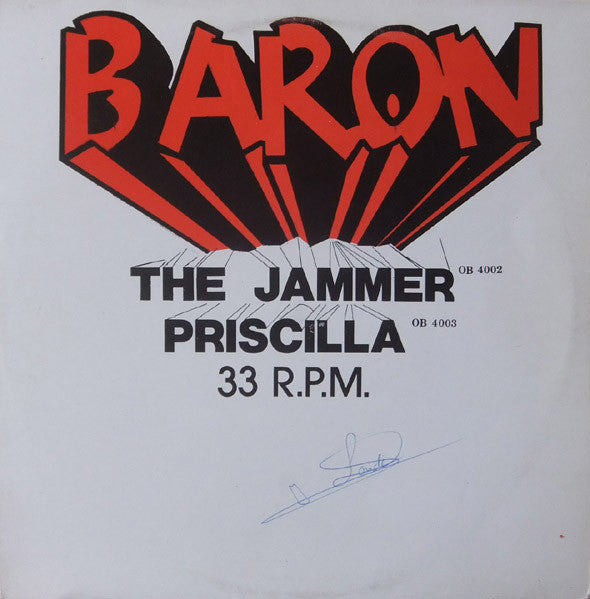 BARON
THE JAMMER OB 4002
PRISCILLA OB 4003
33 R.P.M.